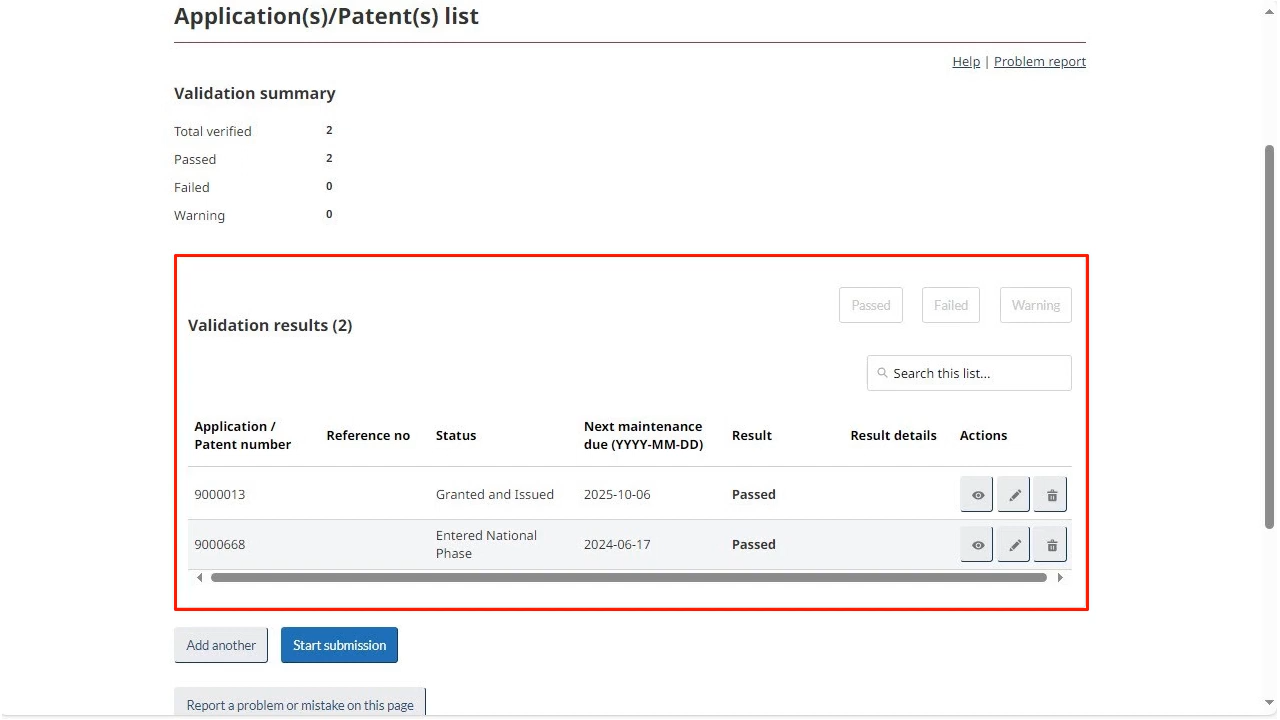 Application(s)/Patent(s) list
Help | Problem report
Validation summary
Total verified 2
Passed 2
Failed 0
Warning 0
Passed Failed Warning
Validation results (2)
Search this list...
Application / Patent number Reference no Status Next maintenance due (YYYY-MM-DD) Result Result details Actions
9000013 Granted and Issued 2025-10-06 Passed
9000668 Entered National Phase 2024-06-17 Passed
Add another Start submission
Report a problem or mistake on this page